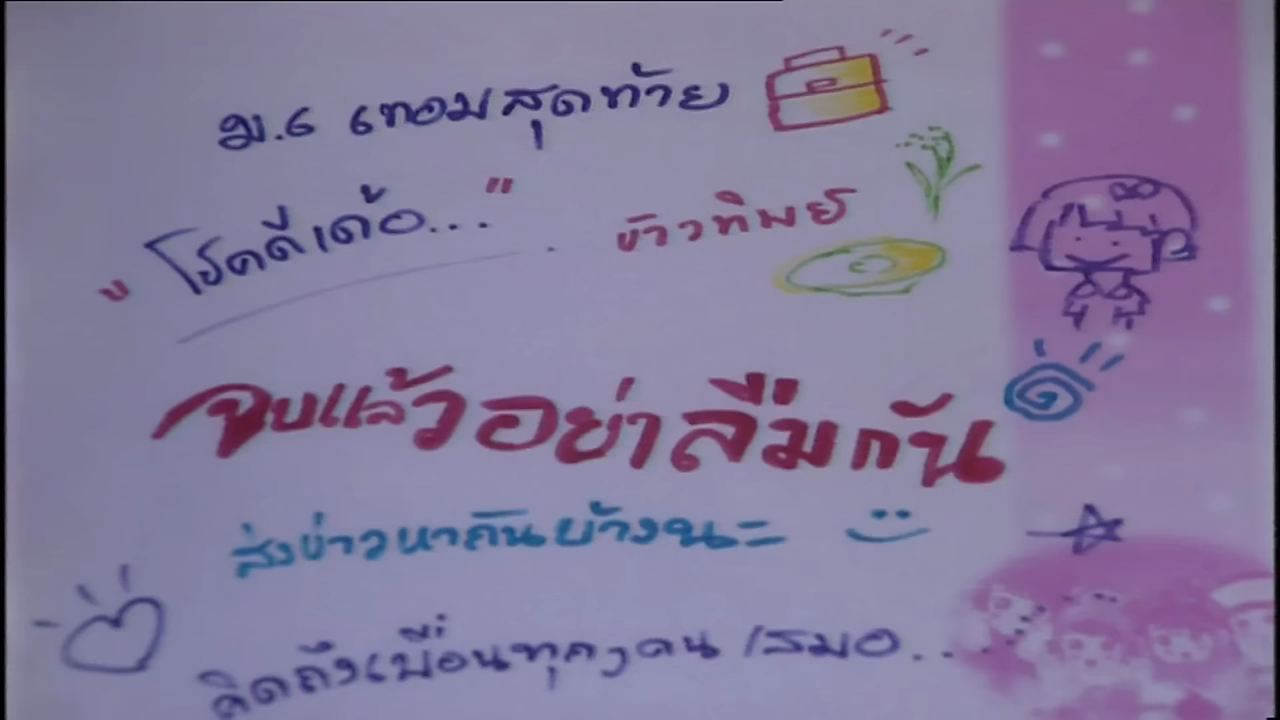 ม.6 เทอมสุดท้าย
"โชคดีเด้อ..."
ข้าวทิพย์
จบแล้วอย่าลืมกัน
ส่งข่าวหากันบ้างนะ
คิดถึงเพื่อนทุกๆคน เสมอ...